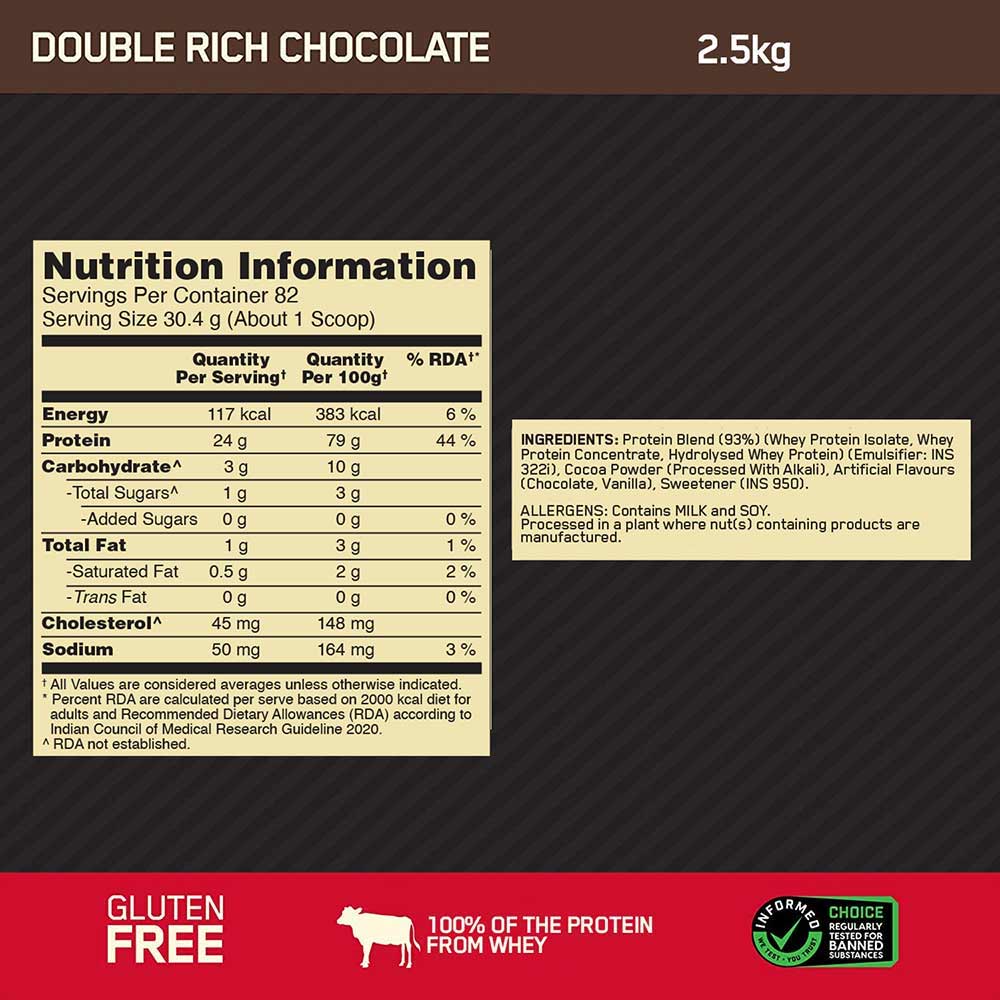 DOUBLE RICH CHOCOLATE
2.5kg
Nutrition Information
Servings Per Container 82
Serving Size 30.4 g (About 1 Scoop)
Quantity Per Serving† Quantity Per 100g† % RDA†*
Energy 117 kcal 383 kcal 6 %
Protein 24 g 79 g 44 %
Carbohydrate^ 3 g 10 g
-Total Sugars^ 1 g 3 g
-Added Sugars 0 g 0 g 0 %
Total Fat 1 g 3 g 1 %
-Saturated Fat 0.5 g 2 g 2 %
-Trans Fat 0 g 0 g 0 %
Cholesterol^ 45 mg 148 mg
Sodium 50 mg 164 mg 3 %
† All Values are considered averages unless otherwise indicated.
* Percent RDA are calculated per serve based on 2000 kcal diet for
adults and Recommended Dietary Allowances (RDA) according to
Indian Council of Medical Research Guideline 2020.
^ RDA not established.
INGREDIENTS: Protein Blend (93%) (Whey Protein Isolate, Whey
Protein Concentrate, Hydrolysed Whey Protein) (Emulsifier: INS
322i), Cocoa Powder (Processed With Alkali), Artificial Flavours
(Chocolate, Vanilla), Sweetener (INS 950).
ALLERGENS: Contains MILK and SOY.
Processed in a plant where nut(s) containing products are
manufactured.
GLUTEN
FREE
100% OF THE PROTEIN
FROM WHEY
INFORMED
WE TEST · YOU TRUST
CHOICE
REGULARLY
TESTED FOR
BANNED
SUBSTANCES